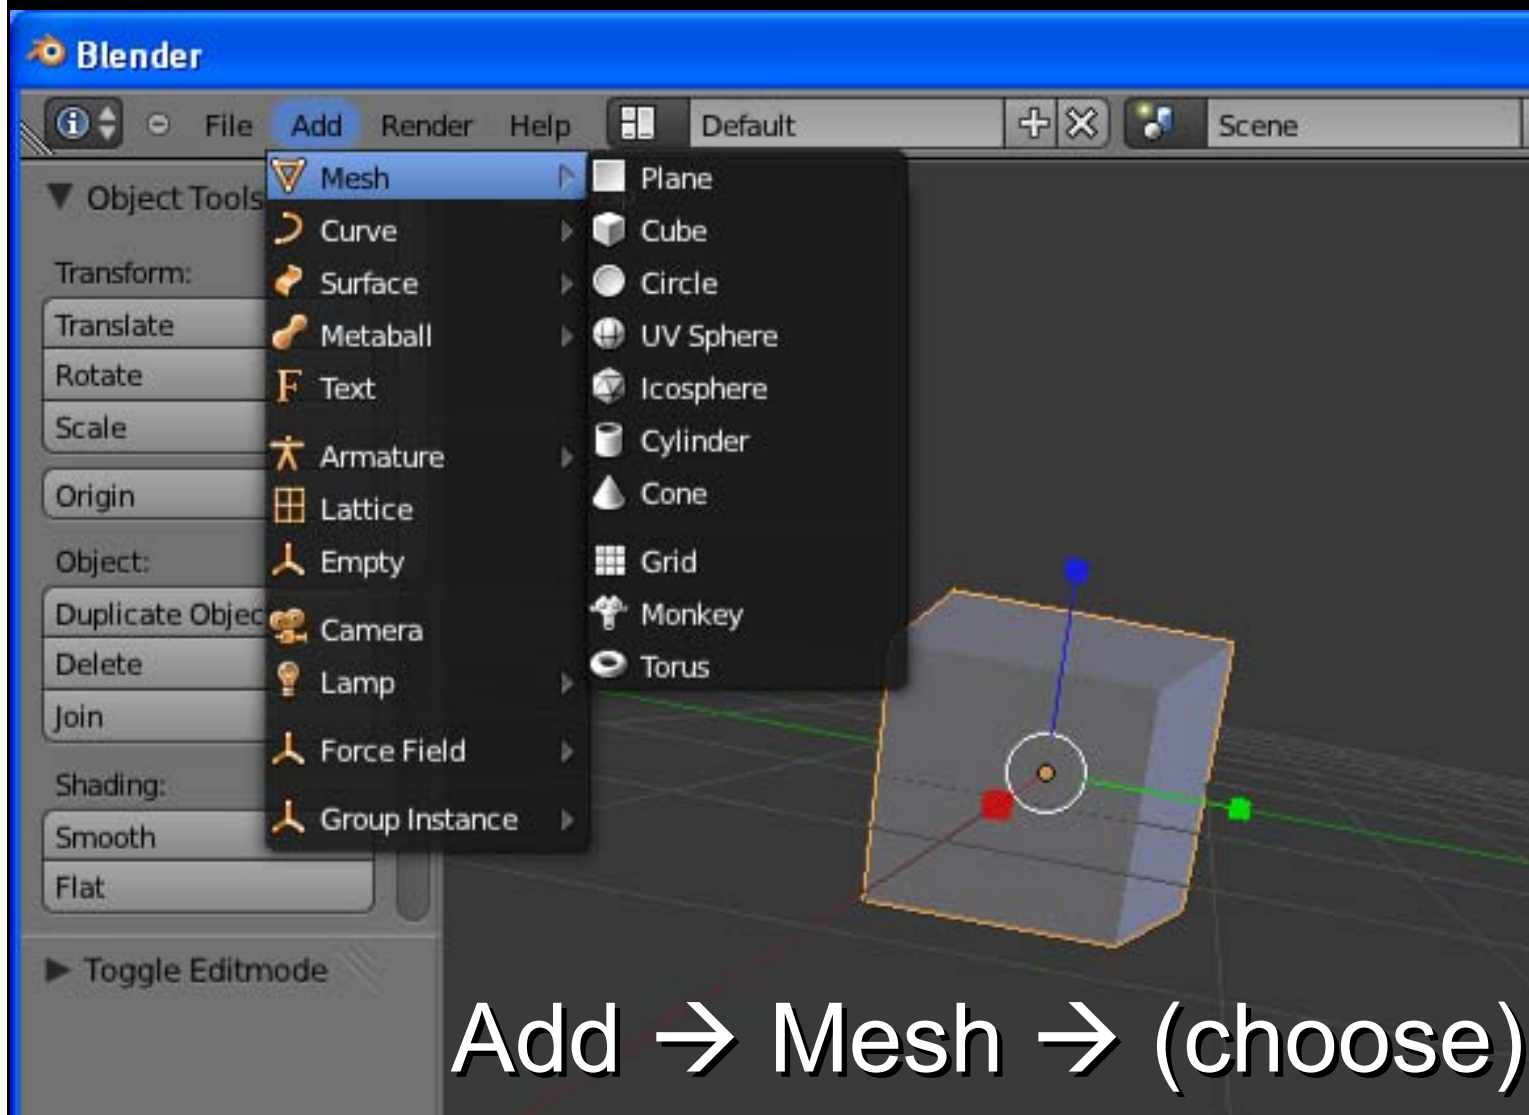 Blender
File Add Render Help Default Scene
Object Tools
Transform:
Translate
Rotate
Scale
Origin
Object:
Duplicate Objec
Delete
Join
Shading:
Smooth
Flat
Toggle Editmode
Mesh
Curve
Surface
Metaball
Text
Armature
Lattice
Empty
Camera
Lamp
Force Field
Group Instance
Plane
Cube
Circle
UV Sphere
Icosphere
Cylinder
Cone
Grid
Monkey
Torus
Add → Mesh → (choose)